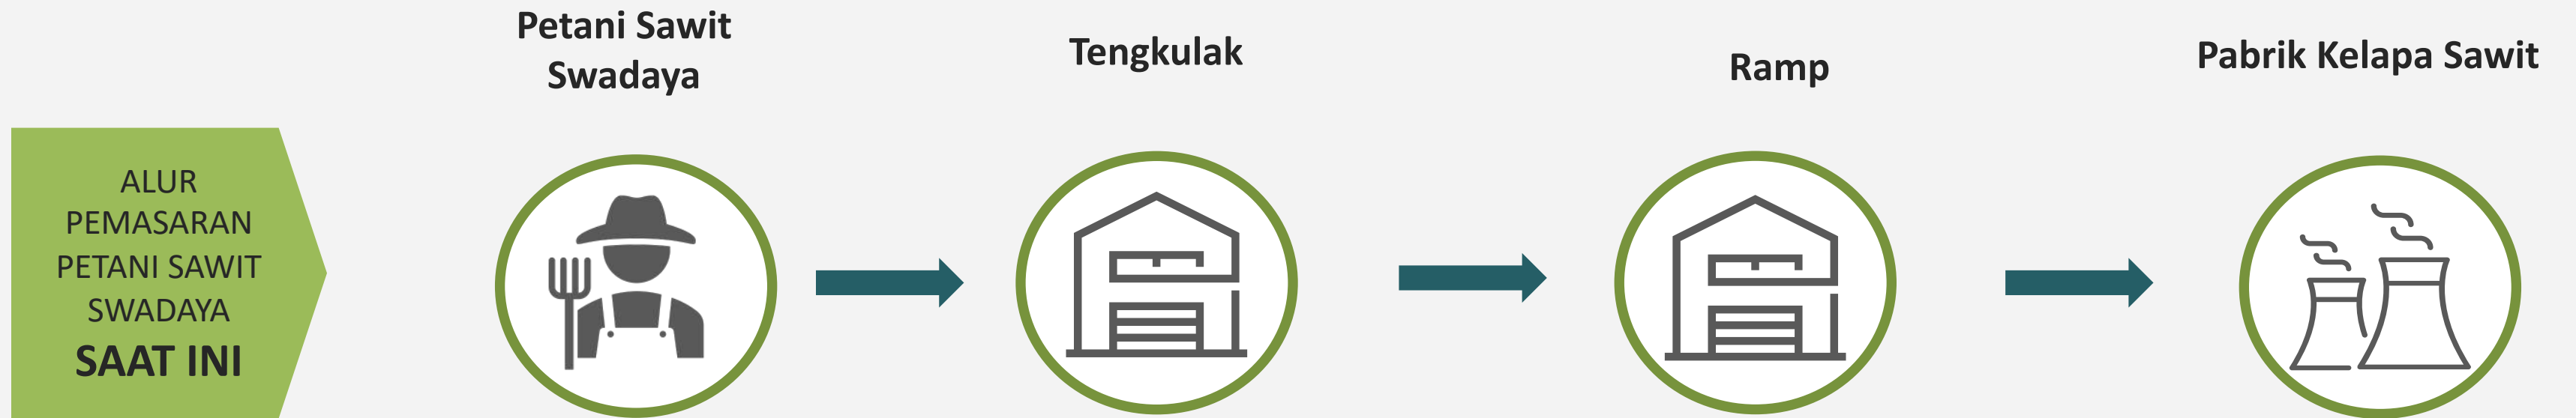 ALUR
PEMASARAN
PETANI SAWIT
SWADAYA
SAAT INI
Petani Sawit
Swadaya
Tengkulak
Ramp
Pabrik Kelapa Sawit